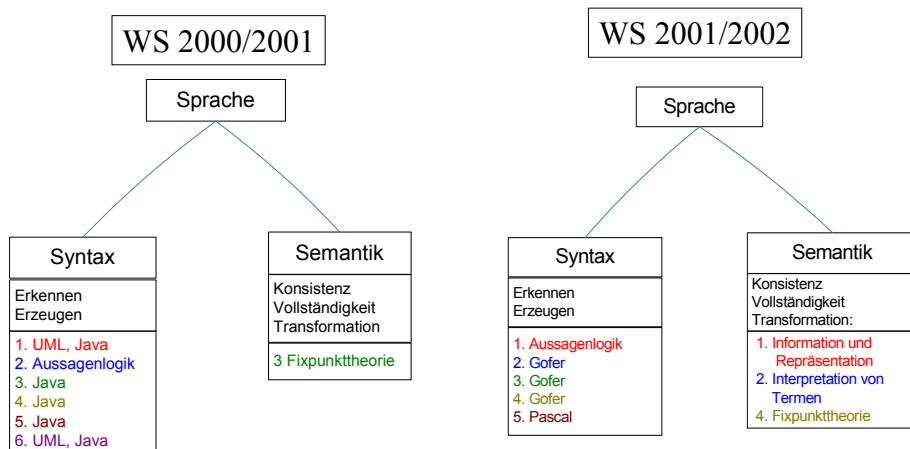 WS 2000/2001
Sprache
Syntax
Erkennen
Erzeugen
1. UML, Java
2. Aussagenlogik
3. Java
4. Java
5. Java
6. UML, Java
Semantik
Konsistenz
Vollständigkeit
Transformation
3 Fixpunkttheorie
WS 2001/2002
Sprache
Syntax
Erkennen
Erzeugen
1. Aussagenlogik
2. Gofer
3. Gofer
4. Gofer
5. Pascal
Semantik
Konsistenz
Vollständigkeit
Transformation:
1. Information und
Repräsentation
2. Interpretation von
Termen
4. Fixpunkttheorie